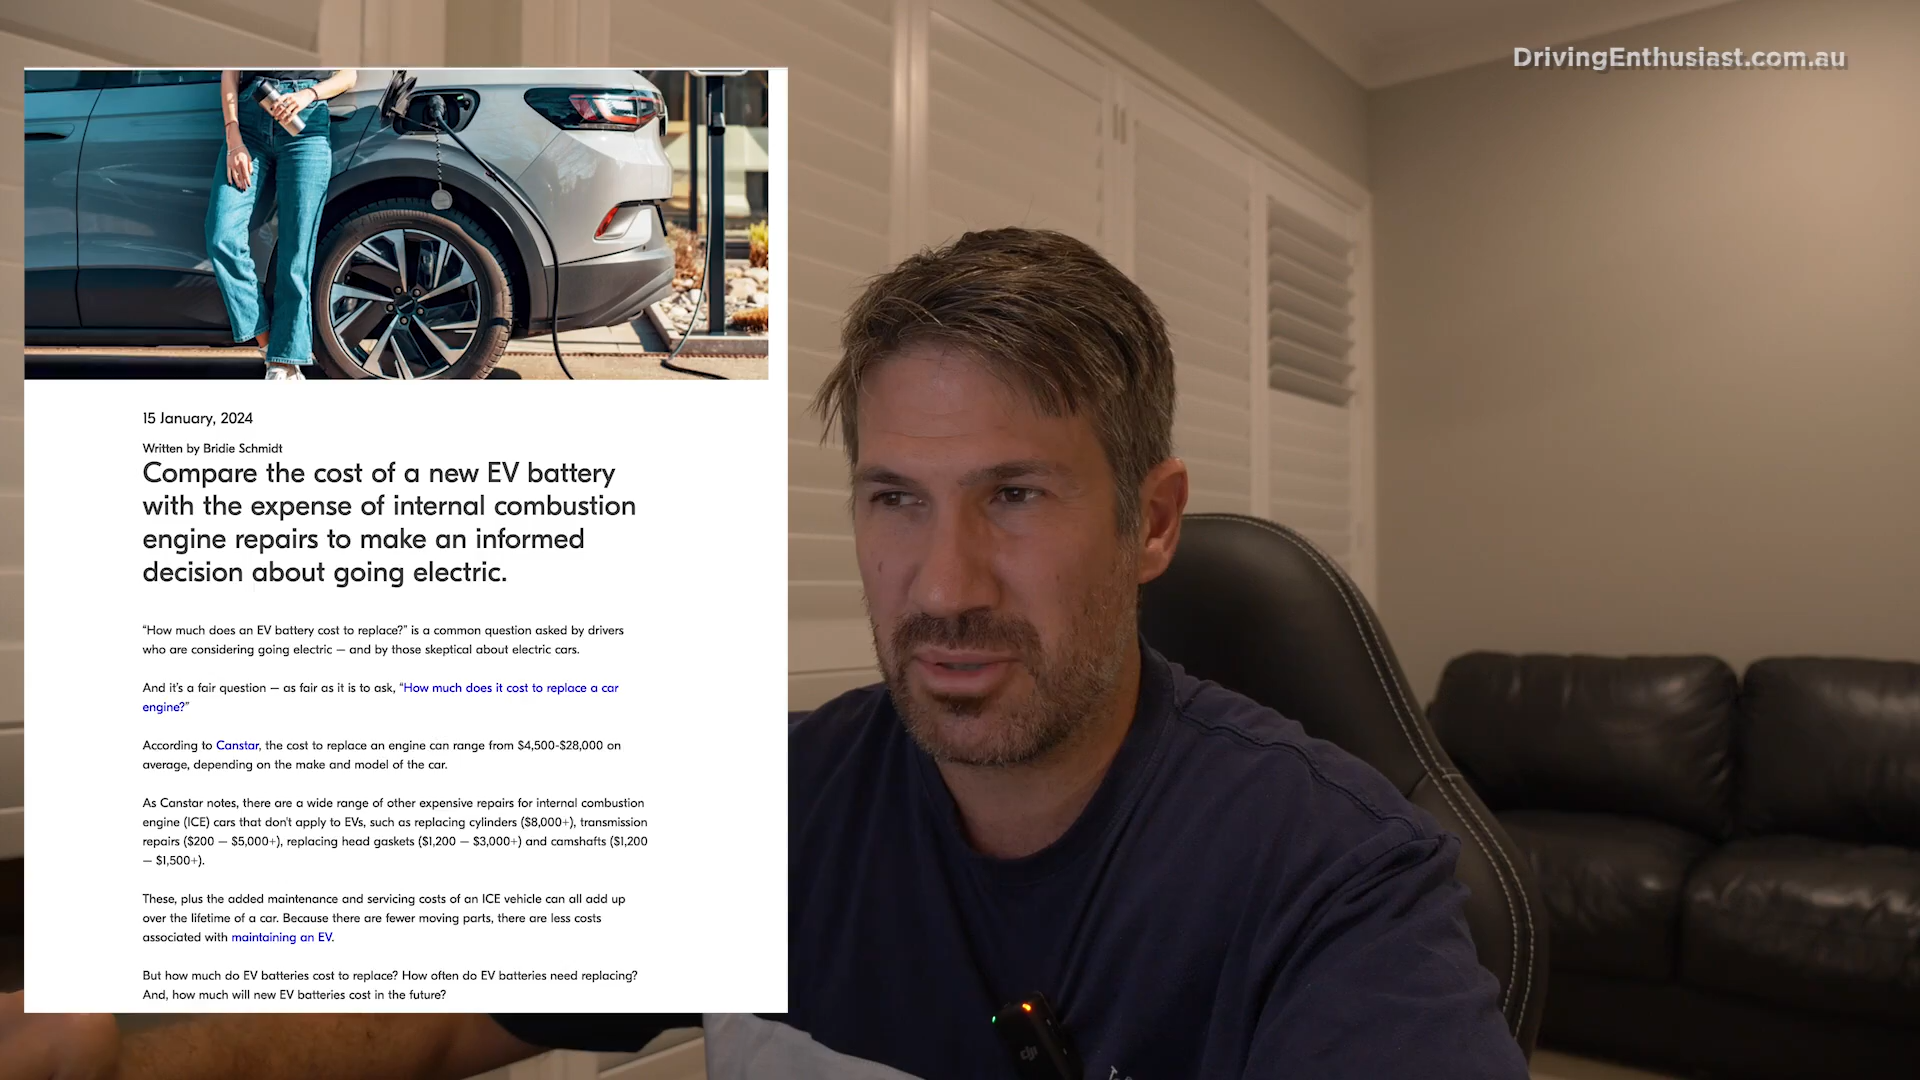 DrivingEnthusiast.com.au
15 January, 2024
Written by Bridie Schmidt
Compare the cost of a new EV battery
with the expense of internal combustion
engine repairs to make an informed
decision about going electric.
“How much does an EV battery cost to replace?” is a common question asked by drivers
who are considering going electric – and by those skeptical about electric cars.
And it’s a fair question – as fair as it is to ask, “How much does it cost to replace a car
engine?”
According to Canstar, the cost to replace an engine can range from $4,500-$28,000 on
average, depending on the make and model of the car.
As Canstar notes, there are a wide range of other expensive repairs for internal combustion
engine (ICE) cars that don’t apply to EVs, such as replacing cylinders ($8,000+), transmission
repairs ($200 – $5,000+), replacing head gaskets ($1,200 – $3,000+) and camshafts ($1,200
– $1,500+).
These, plus the added maintenance and servicing costs of an ICE vehicle can all add up
over the lifetime of a car. Because there are fewer moving parts, there are less costs
associated with maintaining an EV.
But how much do EV batteries cost to replace? How often do EV batteries need replacing?
And, how much will new EV batteries cost in the future?
dji